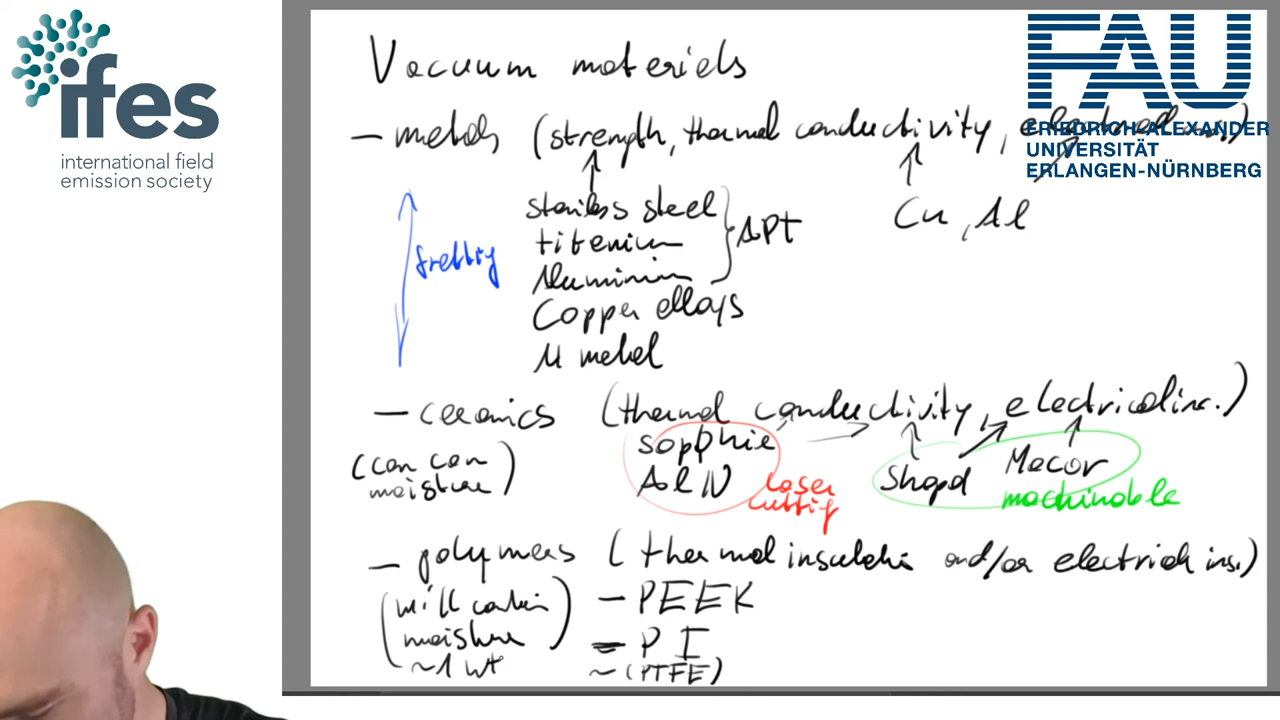 ifes
international field
emission society
FAU
FRIEDRICH-ALEXANDER
UNIVERSITÄT
ERLANGEN-NÜRNBERG
Vacuum materials
– metals (strength, thermal conductivity, electrical
stainless steel
titanium
Aluminium
Copper alloys
μ metal
APT
Cu, Al
– ceramics (thermal conductivity, electrical ins.)
(can con
moisture)
sapphire
AlN
laser
cutting
Shapal
Macor
machinable
– polymers (thermal insulation and/or electrical ins.)
(will contain
moisture
~1 wt
– PEEK
– PI
~ (PTFE)